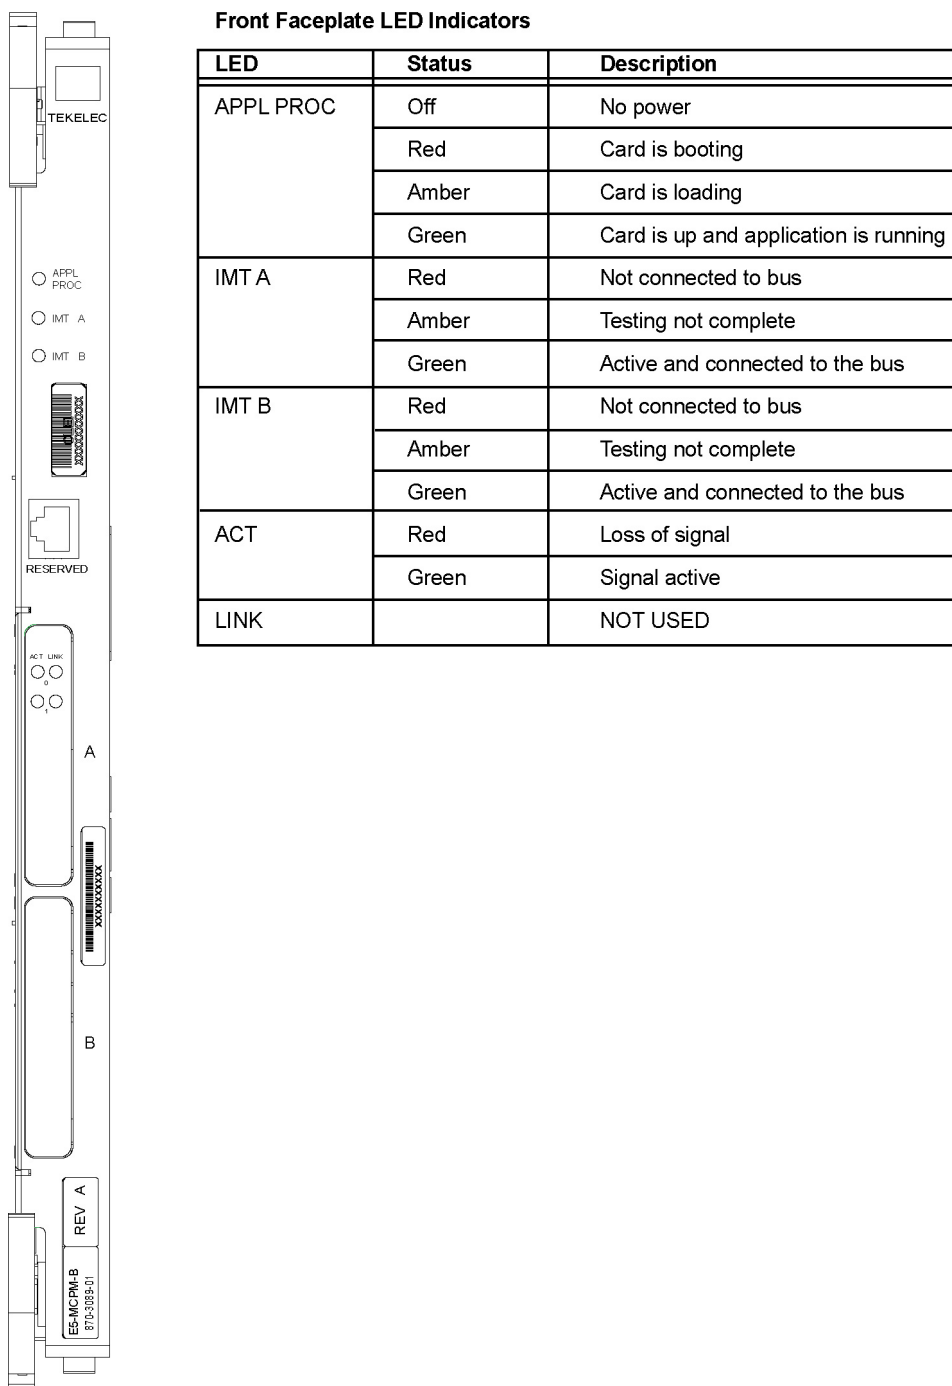 Front Faceplate LED Indicators
LED Status Description
APPL PROC Off No power
Red Card is booting
Amber Card is loading
Green Card is up and application is running
IMT A Red Not connected to bus
Amber Testing not complete
Green Active and connected to the bus
IMT B Red Not connected to bus
Amber Testing not complete
Green Active and connected to the bus
ACT Red Loss of signal
Green Signal active
LINK NOT USED
TEKELEC
APPL
PROC
IMT A
IMT B
XXXXXXXXXX
RESERVED
ACT LINK
0
1
A
XXXXXXXXXX
B
REV A
E5-MCPM-B
870-3089-01